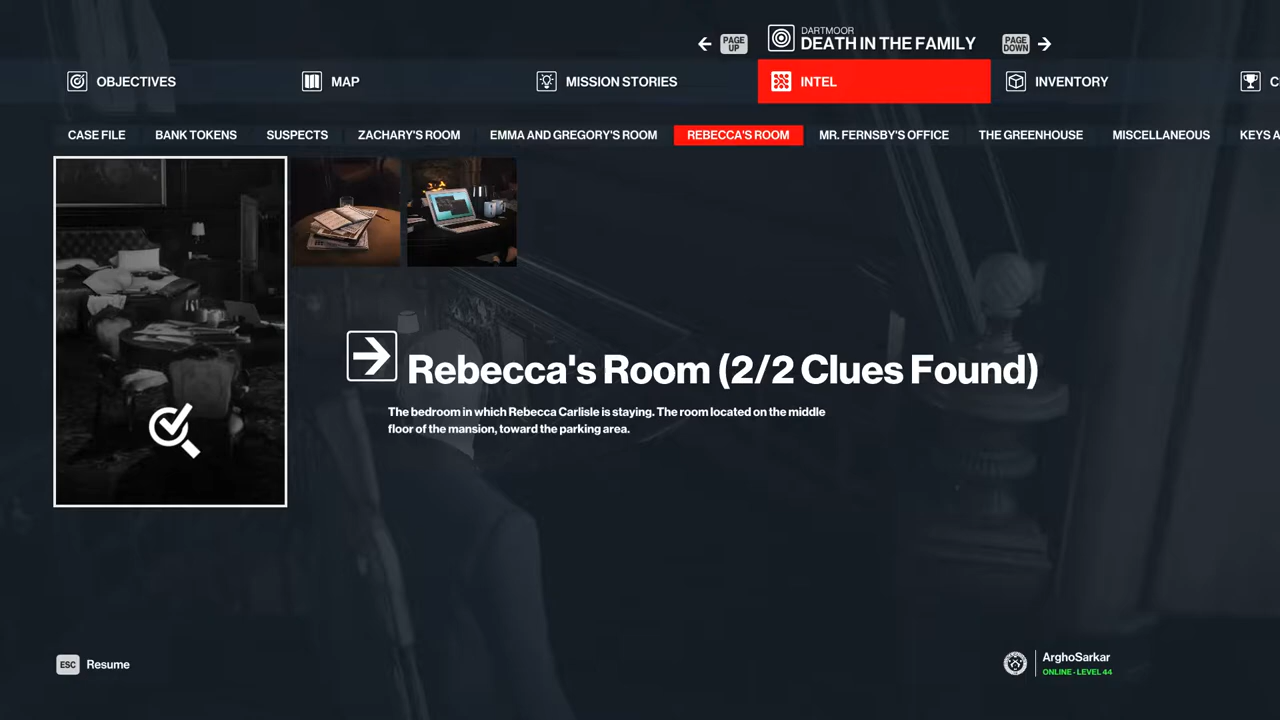 DARTMOOR
PAGE UP
DEATH IN THE FAMILY
PAGE DOWN
OBJECTIVES
MAP
MISSION STORIES
INTEL
INVENTORY
C
CASE FILE
BANK TOKENS
SUSPECTS
ZACHARY'S ROOM
EMMA AND GREGORY'S ROOM
REBECCA'S ROOM
MR. FERNSBY'S OFFICE
THE GREENHOUSE
MISCELLANEOUS
KEYS A
Rebecca's Room (2/2 Clues Found)
The bedroom in which Rebecca Carlisle is staying. The room located on the middle
floor of the mansion, toward the parking area.
ESC Resume
ArghoSarkar
ONLINE - LEVEL 44